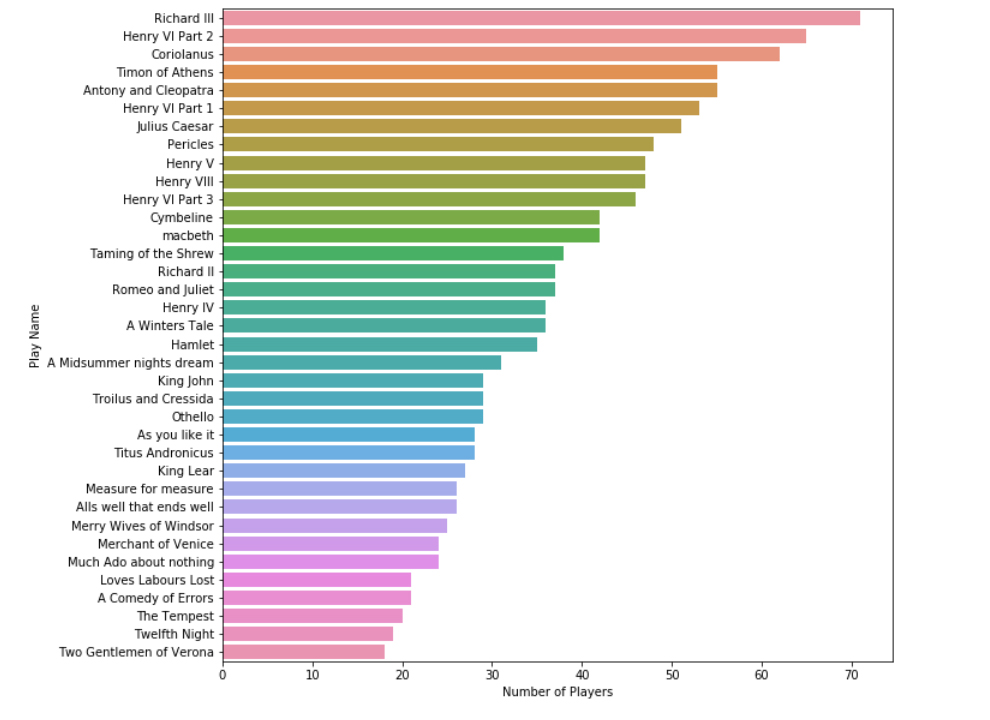 Richard III
Henry VI Part 2
Coriolanus
Timon of Athens
Antony and Cleopatra
Henry VI Part 1
Julius Caesar
Pericles
Henry V
Henry VIII
Henry VI Part 3
Cymbeline
macbeth
Taming of the Shrew
Richard II
Romeo and Juliet
Henry IV
A Winters Tale
Hamlet
A Midsummer nights dream
King John
Troilus and Cressida
Othello
As you like it
Titus Andronicus
King Lear
Measure for measure
Alls well that ends well
Merry Wives of Windsor
Merchant of Venice
Much Ado about nothing
Loves Labours Lost
A Comedy of Errors
The Tempest
Twelfth Night
Two Gentlemen of Verona
Play Name
0 10 20 30 40 50 60 70
Number of Players